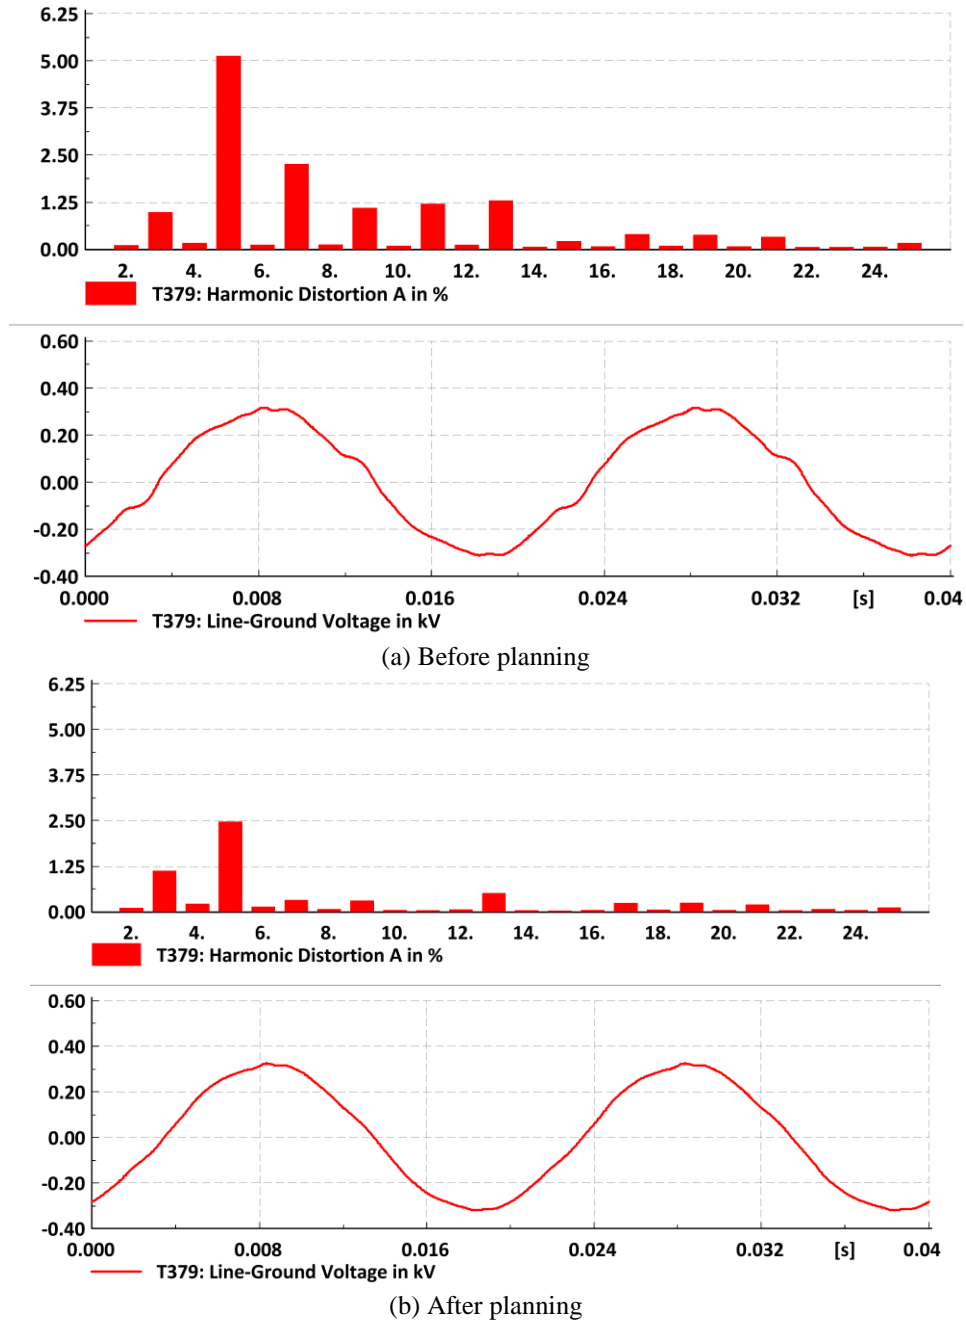 6.25
5.00
3.75
2.50
1.25
0.00
2. 4. 6. 8. 10. 12. 14. 16. 18. 20. 22. 24.
T379: Harmonic Distortion A in %
0.60
0.40
0.20
0.00
-0.20
-0.40
0.000 0.008 0.016 0.024 0.032 [s] 0.04
T379: Line-Ground Voltage in kV
(a) Before planning
6.25
5.00
3.75
2.50
1.25
0.00
2. 4. 6. 8. 10. 12. 14. 16. 18. 20. 22. 24.
T379: Harmonic Distortion A in %
0.60
0.40
0.20
0.00
-0.20
-0.40
0.000 0.008 0.016 0.024 0.032 [s] 0.04
T379: Line-Ground Voltage in kV
(b) After planning